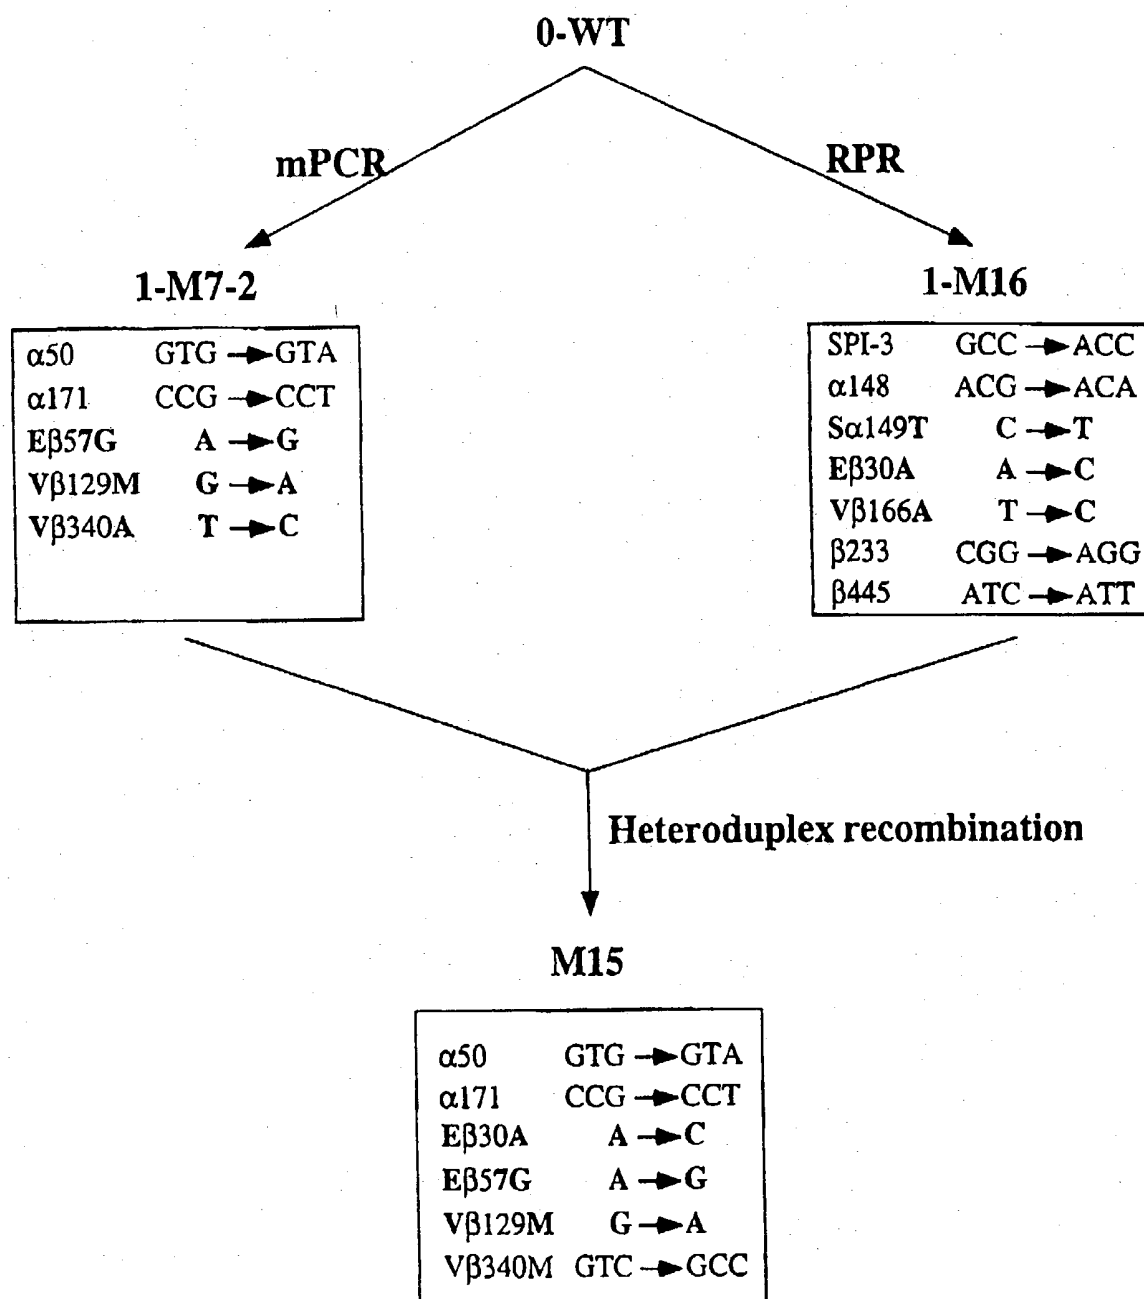 0-WT
mPCR
RPR
1-M7-2
α50 GTG → GTA
α171 CCG → CCT
Eβ57G A → G
Vβ129M G → A
Vβ340A T → C
1-M16
SPI-3 GCC → ACC
α148 ACG → ACA
Sα149T C → T
Eβ30A A → C
Vβ166A T → C
β233 CGG → AGG
β445 ATC → ATT
Heteroduplex recombination
M15
α50 GTG → GTA
α171 CCG → CCT
Eβ30A A → C
Eβ57G A → G
Vβ129M G → A
Vβ340M GTC → GCC